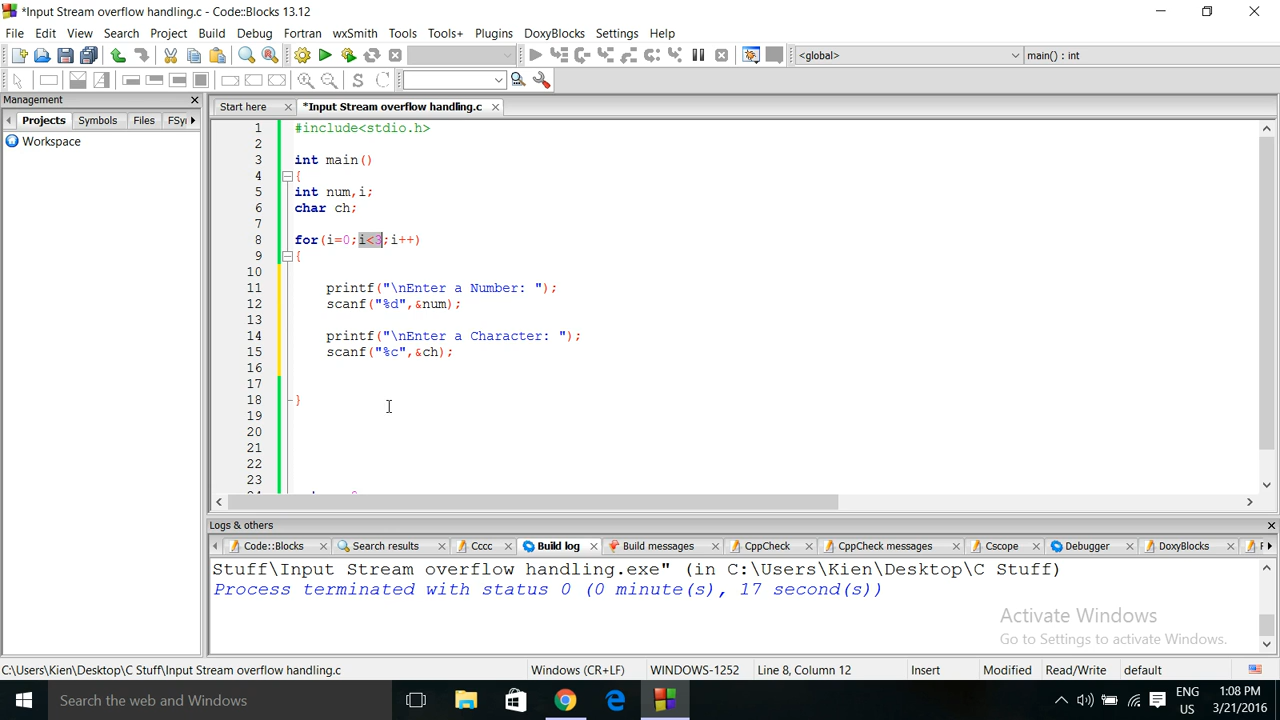 *Input Stream overflow handling.c - Code::Blocks 13.12
File Edit View Search Project Build Debug Fortran wxSmith Tools Tools+ Plugins DoxyBlocks Settings Help
<global> main() : int
Management
Start here *Input Stream overflow handling.c
Projects Symbols Files FSy
Workspace
1 #include<stdio.h>
2
3 int main()
4 {
5 int num,i;
6 char ch;
7
8 for(i=0;i<3;i++)
9 {
10
11 printf("\nEnter a Number: ");
12 scanf("%d",&num);
13
14 printf("\nEnter a Character: ");
15 scanf("%c",&ch);
16
17
18 }
19
20
21
22
23
Logs & others
Code::Blocks Search results Cccc Build log Build messages CppCheck CppCheck messages Cscope Debugger DoxyBlocks F
Stuff\Input Stream overflow handling.exe" (in C:\Users\Kien\Desktop\C Stuff)
Process terminated with status 0 (0 minute(s), 17 second(s))
Activate Windows
Go to Settings to activate Windows.
C:\Users\Kien\Desktop\C Stuff\Input Stream overflow handling.c Windows (CR+LF) WINDOWS-1252 Line 8, Column 12 Insert Modified Read/Write default
Search the web and Windows
ENG 1:08 PM
US 3/21/2016